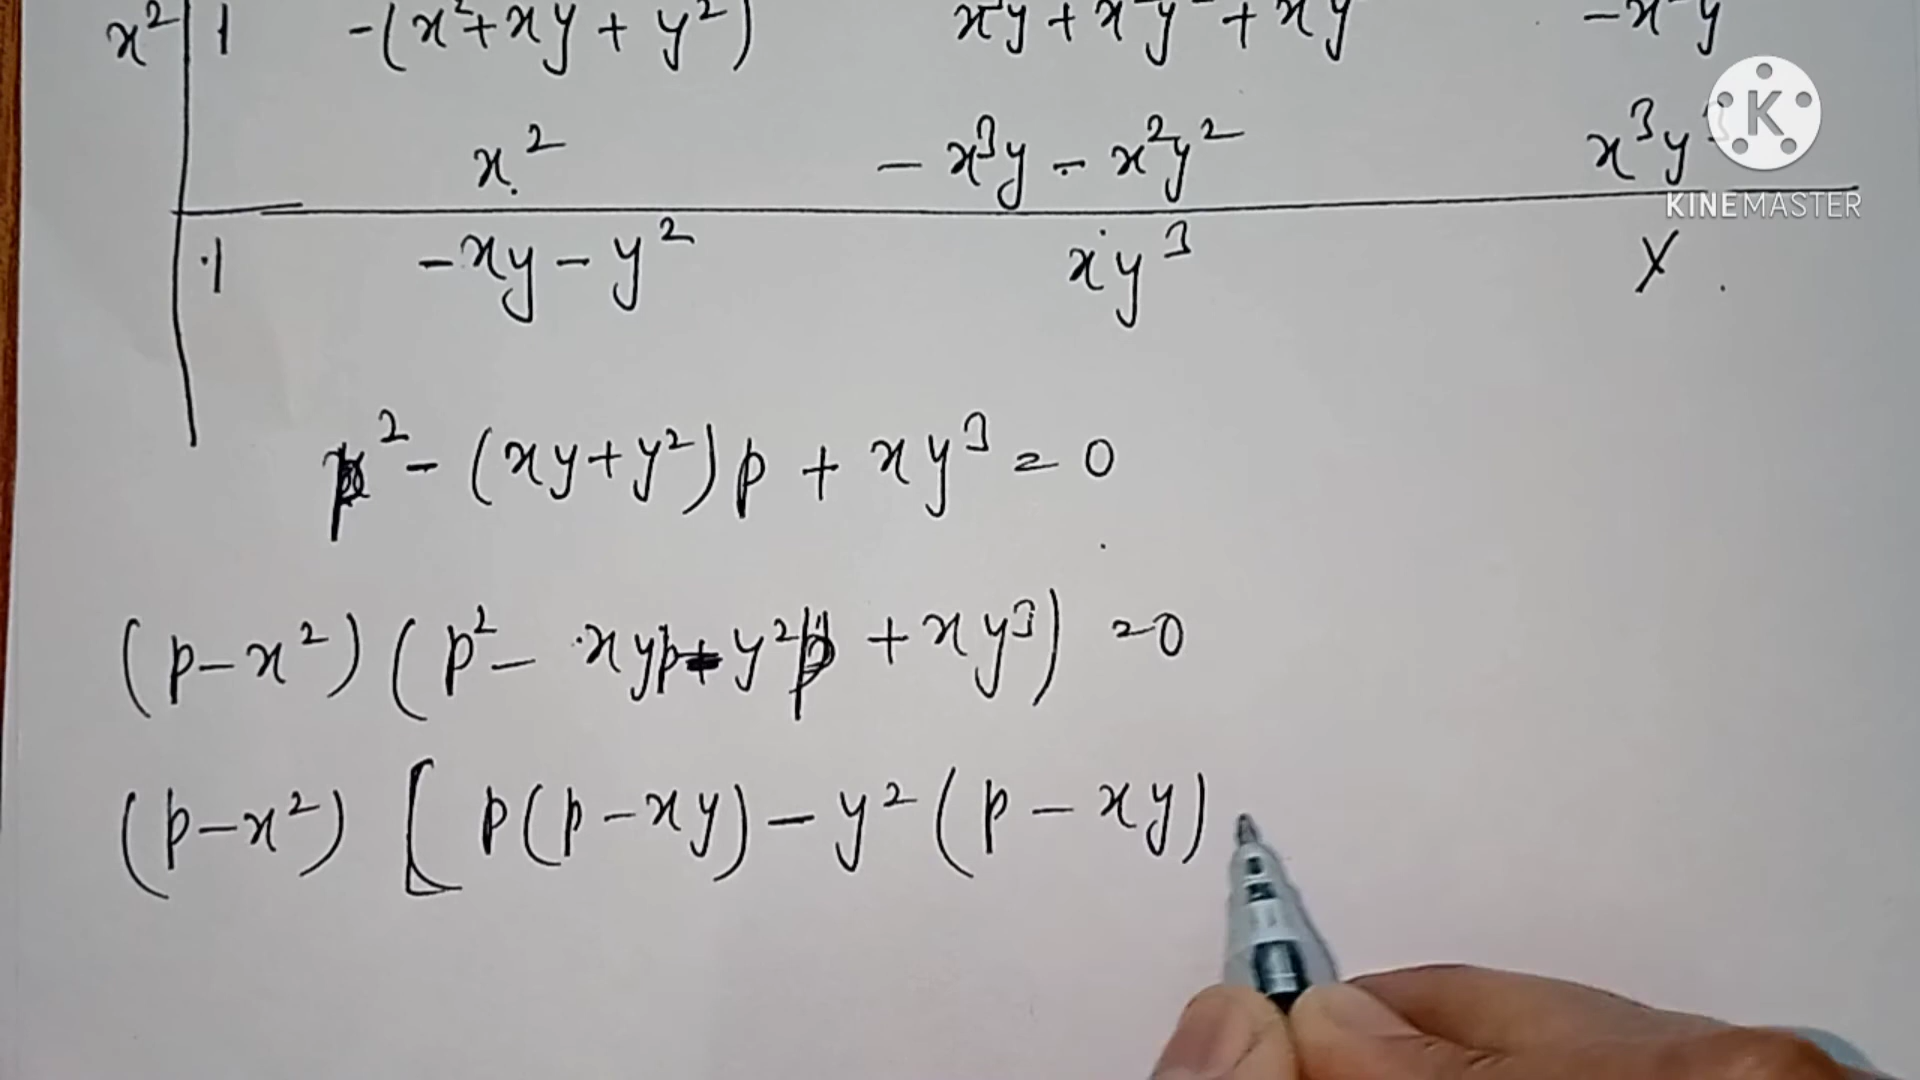 x² | 1 -(x²+xy+y²) x³y+x²y²+xy³ -x³y
x² -x³y-x²y² x³y³
K
KINEMASTER
1 -xy-y² xy³ X
p²-(xy+y²)p+xy³=0
(p-x²)(p²-xyp-y²p+xy³)=0
(p-x²)[p(p-xy)-y²(p-xy)